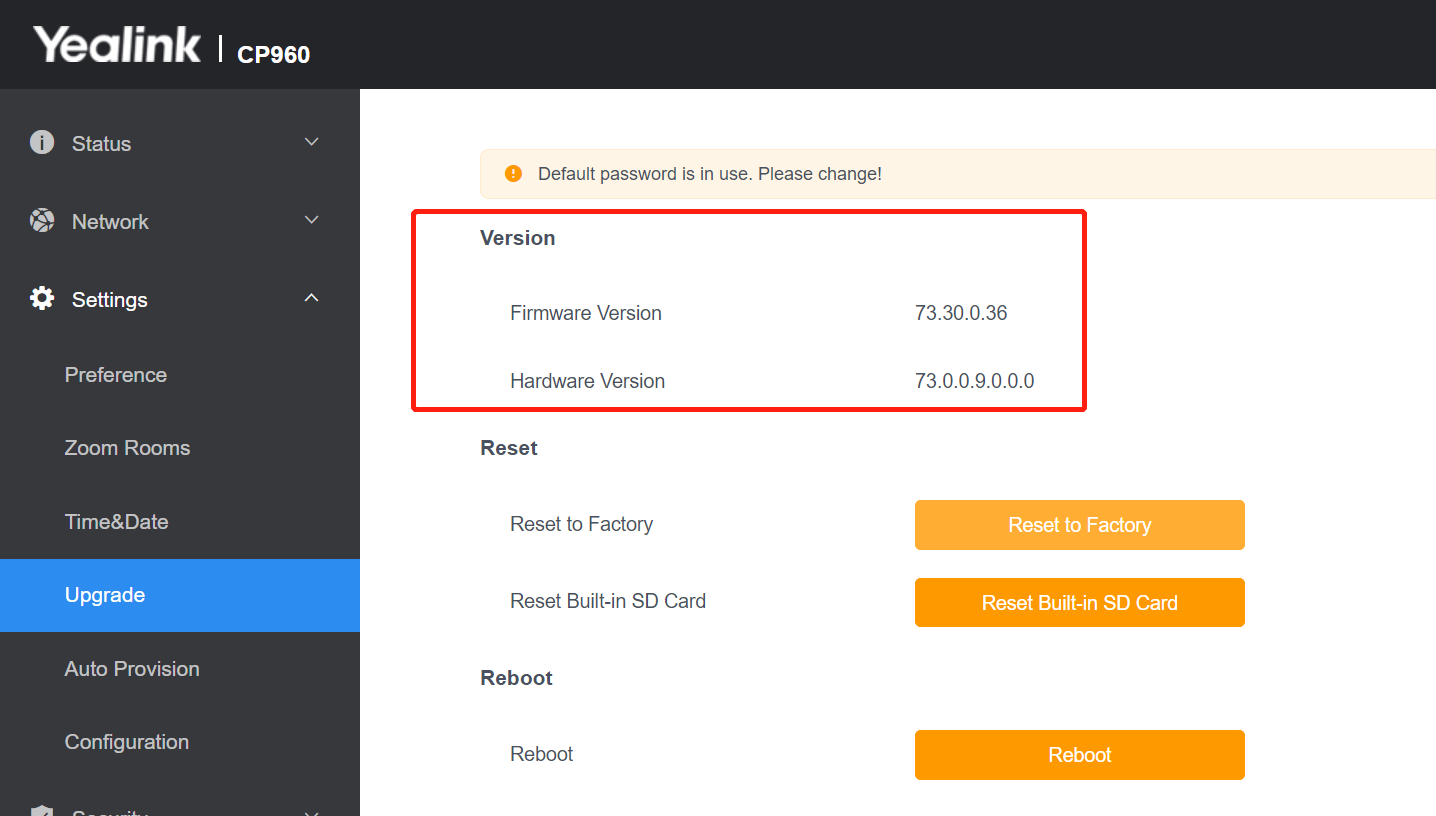 Yealink | CP960
Status
Network
Settings
Preference
Zoom Rooms
Time&Date
Upgrade
Auto Provision
Configuration
Security
Default password is in use. Please change!
Version
Firmware Version 73.30.0.36
Hardware Version 73.0.0.9.0.0.0
Reset
Reset to Factory Reset to Factory
Reset Built-in SD Card Reset Built-in SD Card
Reboot
Reboot Reboot